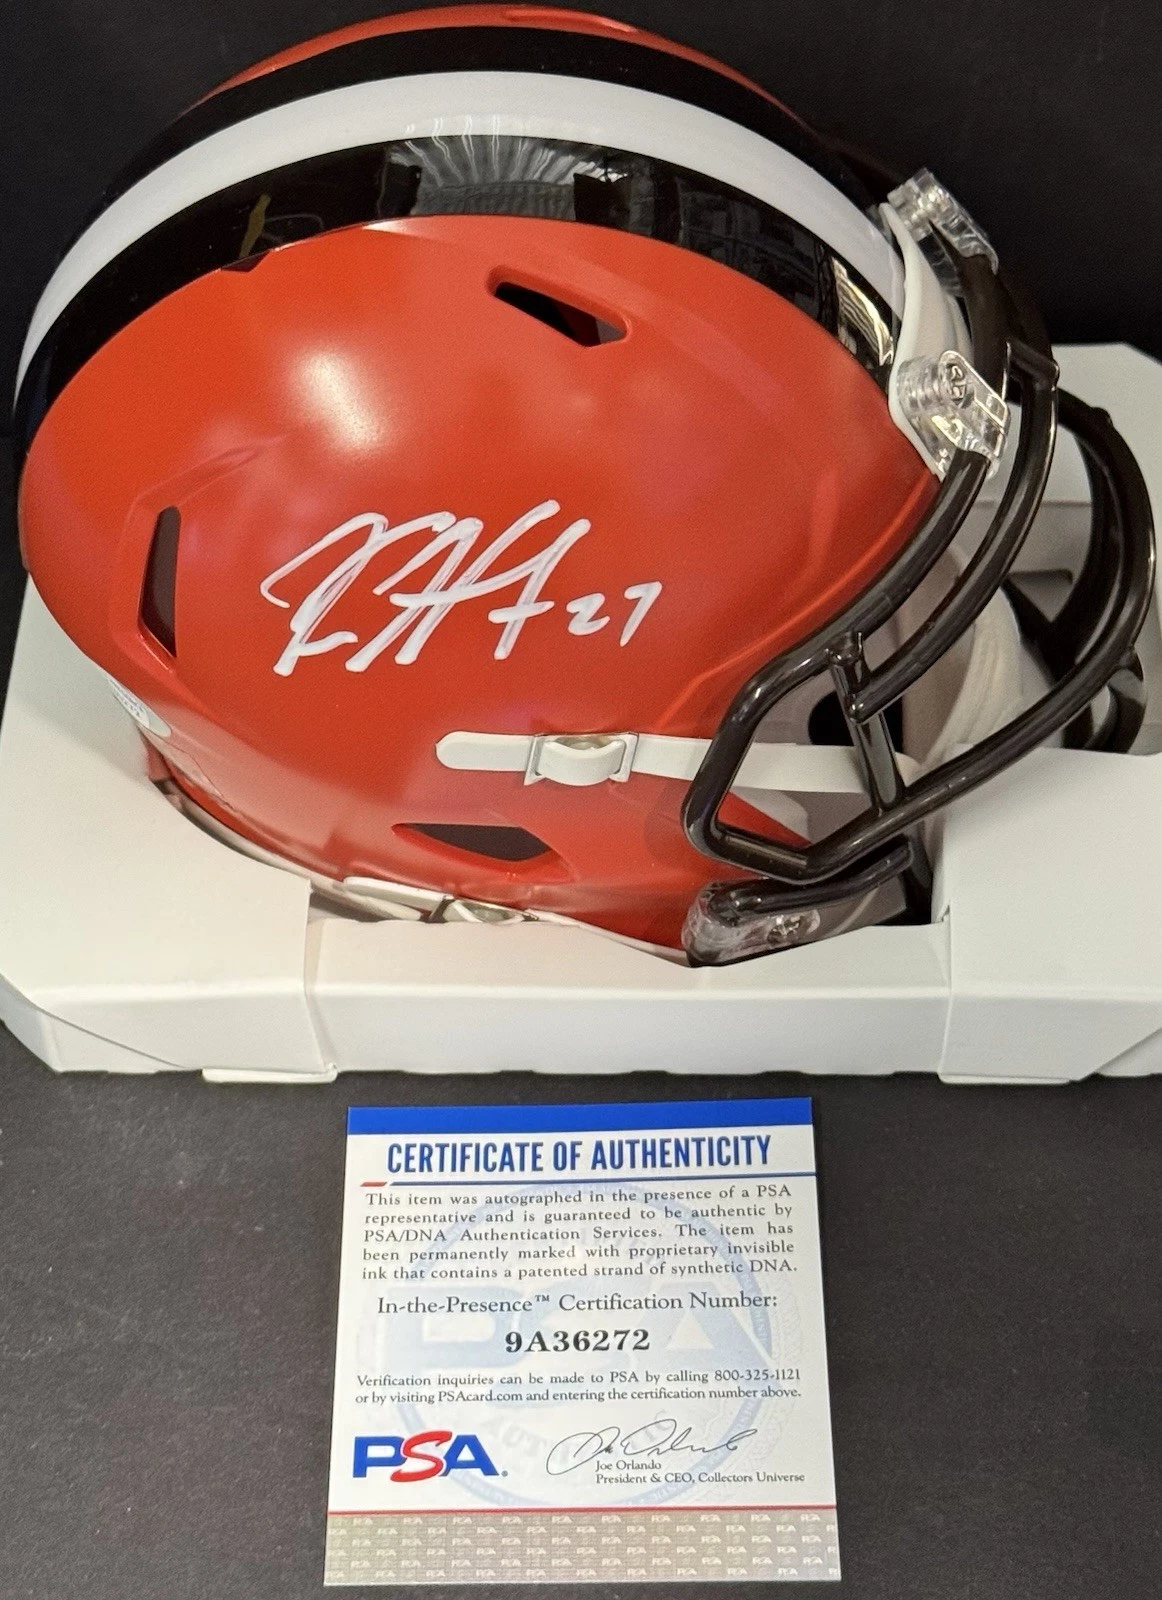 27
CERTIFICATE OF AUTHENTICITY
This item was autographed in the presence of a PSA
representative and is guaranteed to be authentic by
PSA/DNA Authentication Services. The item has
been permanently marked with proprietary invisible
ink that contains a patented strand of synthetic DNA.
In-the-Presence™ Certification Number:
9A36272
Verification inquiries can be made to PSA by calling 800-325-1121
or by visiting PSAcard.com and entering the certification number above.
PSA
Joe Orlando
President & CEO, Collectors Universe